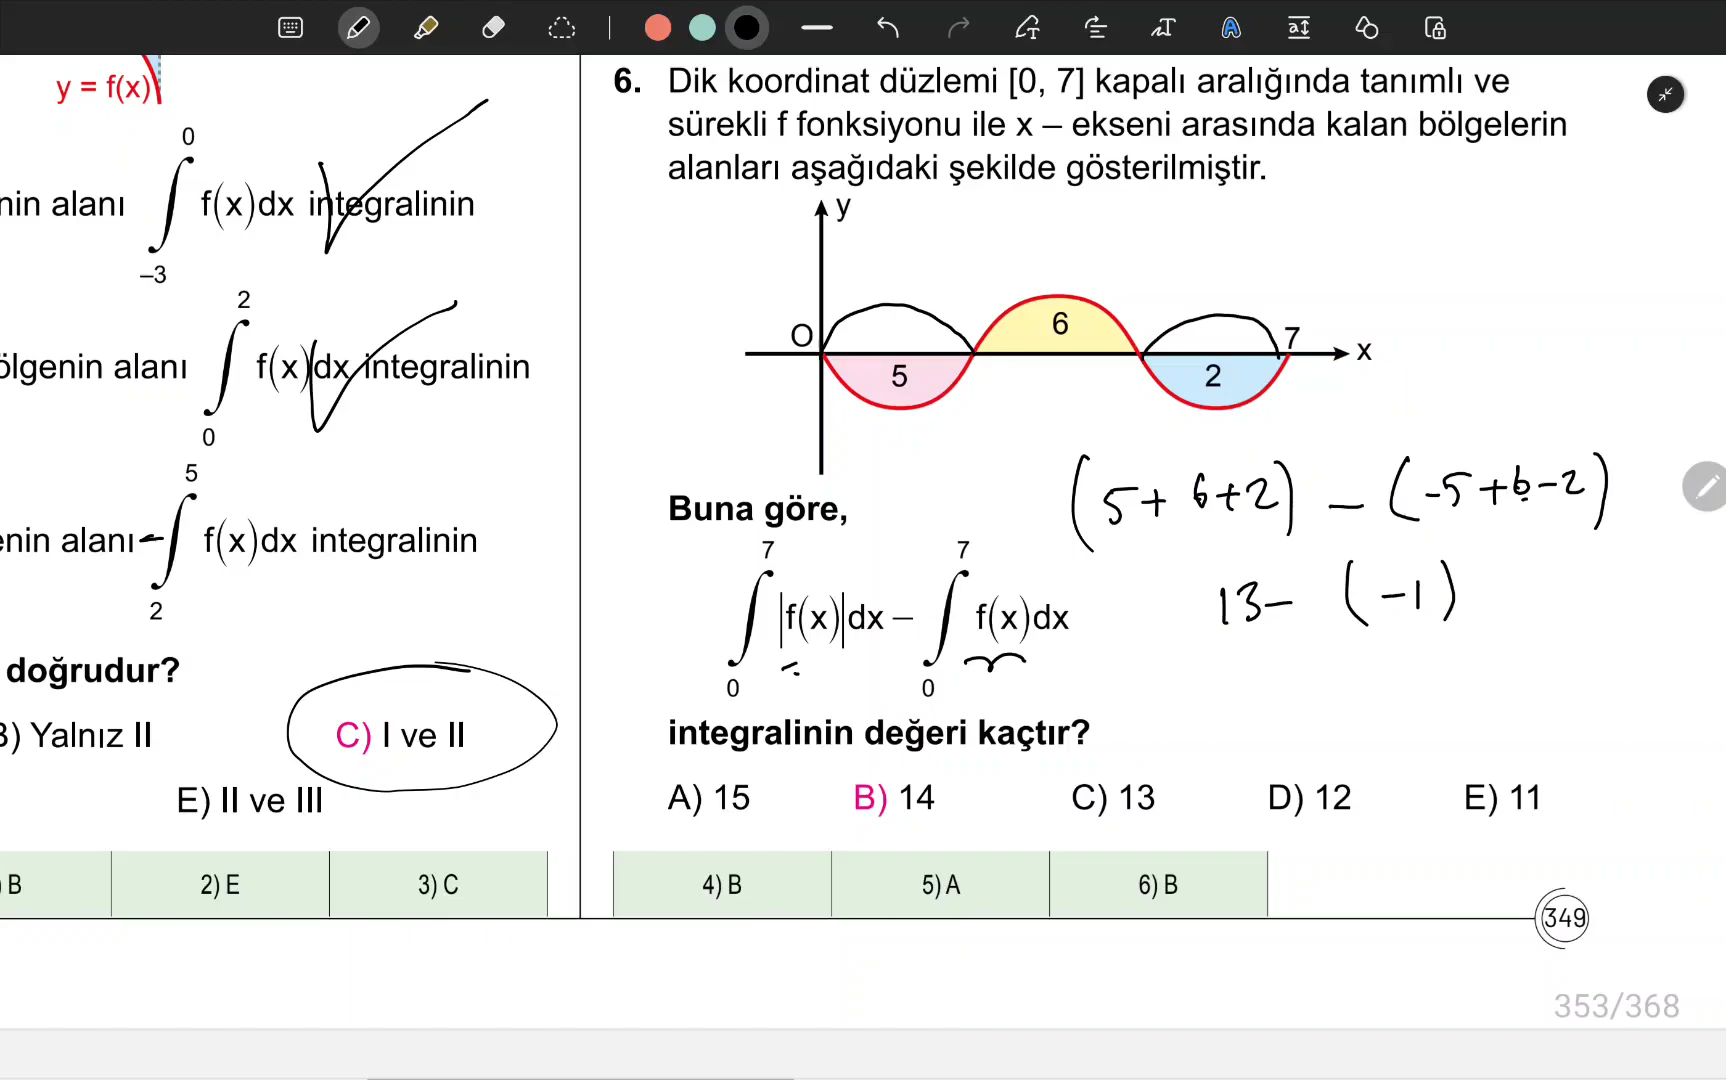 y = f(x)
nin alanı ∫ f(x)dx integralinin
0
–3
ölgenin alanı ∫ f(x)dx integralinin
2
0
enin alanı ∫ f(x)dx integralinin
5
2
doğrudur?
B) Yalnız II C) I ve II
E) II ve III
B 2) E 3) C
6. Dik koordinat düzlemi [0, 7] kapalı aralığında tanımlı ve
sürekli f fonksiyonu ile x – ekseni arasında kalan bölgelerin
alanları aşağıdaki şekilde gösterilmiştir.
y
O 5 6 2 7 x
(5 + 6 + 2) – (-5 + 6 - 2)
13 – (-1)
Buna göre,
7 7
∫ |f(x)|dx – ∫ f(x)dx
0 0
integralinin değeri kaçtır?
A) 15 B) 14 C) 13 D) 12 E) 11
4) B 5) A 6) B
349
353/368